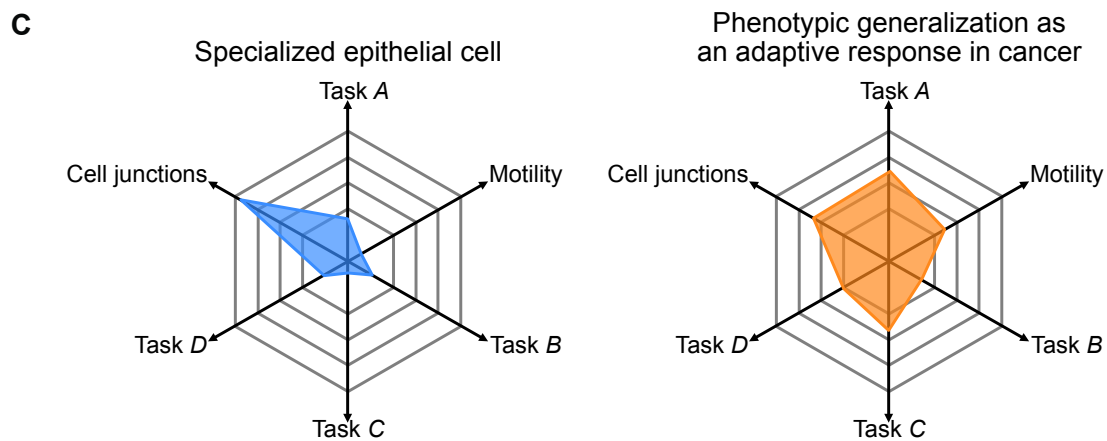 C
Specialized epithelial cell
Task A
Cell junctions
Motility
Task D
Task B
Task C
Phenotypic generalization as
an adaptive response in cancer
Task A
Cell junctions
Motility
Task D
Task B
Task C